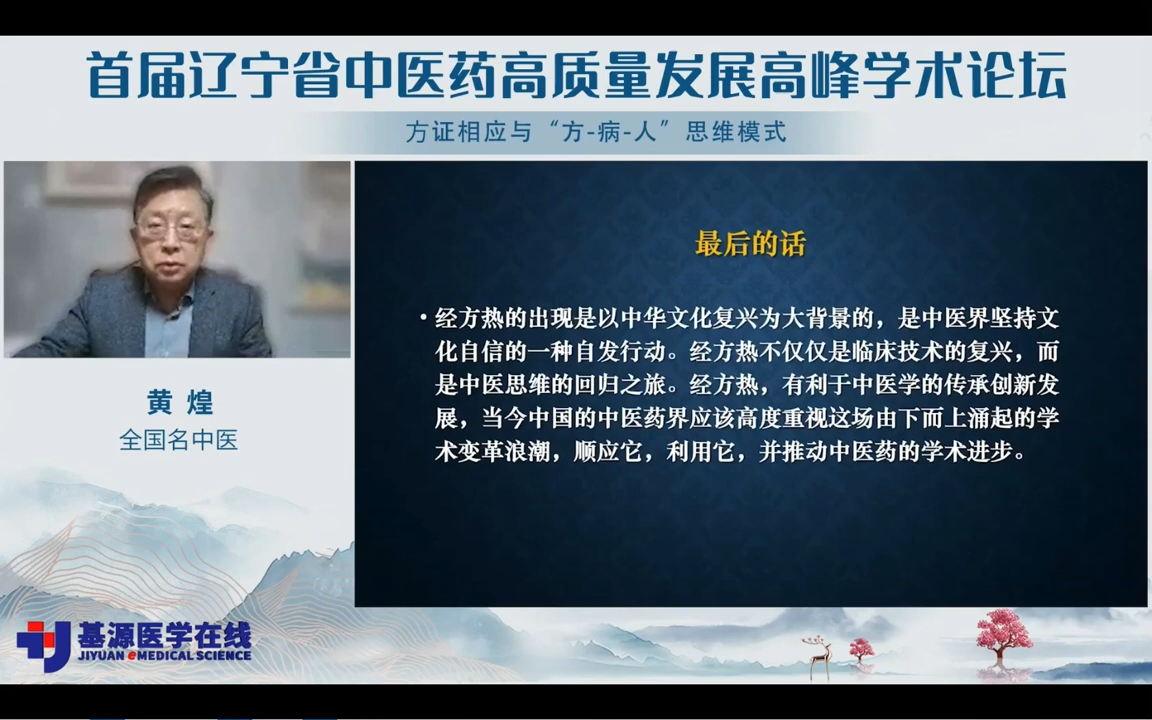 首届辽宁省中医药高质量发展高峰学术论坛
方证相应与“方-病-人”思维模式
黄 煌
全国名中医
最后的话
• 经方热的出现是以中华文化复兴为大背景的，是中医界坚持文
化自信的一种自发行动。经方热不仅仅是临床技术的复兴，而
是中医思维的回归之旅。经方热，有利于中医学的传承创新发
展，当今中国的中医药界应该高度重视这场由下而上涌起的学
术变革浪潮，顺应它，利用它，并推动中医药的学术进步。
基源医学在线
JIYUAN eMEDICAL SCIENCE